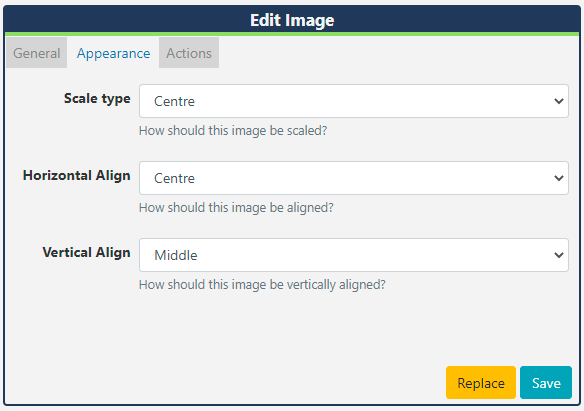 Edit Image
General Appearance Actions
Scale type Centre
How should this image be scaled?
Horizontal Align Centre
How should this image be aligned?
Vertical Align Middle
How should this image be vertically aligned?
Replace Save